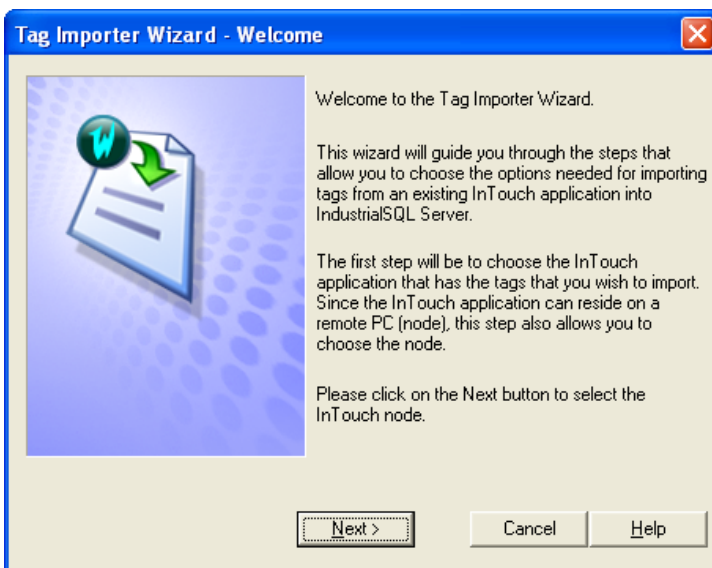 Tag Importer Wizard - Welcome
Welcome to the Tag Importer Wizard.
This wizard will guide you through the steps that
allow you to choose the options needed for importing
tags from an existing InTouch application into
IndustrialSQL Server.
The first step will be to choose the InTouch
application that has the tags that you wish to import.
Since the InTouch application can reside on a
remote PC (node), this step also allows you to
choose the node.
Please click on the Next button to select the
InTouch node.
Next > Cancel Help